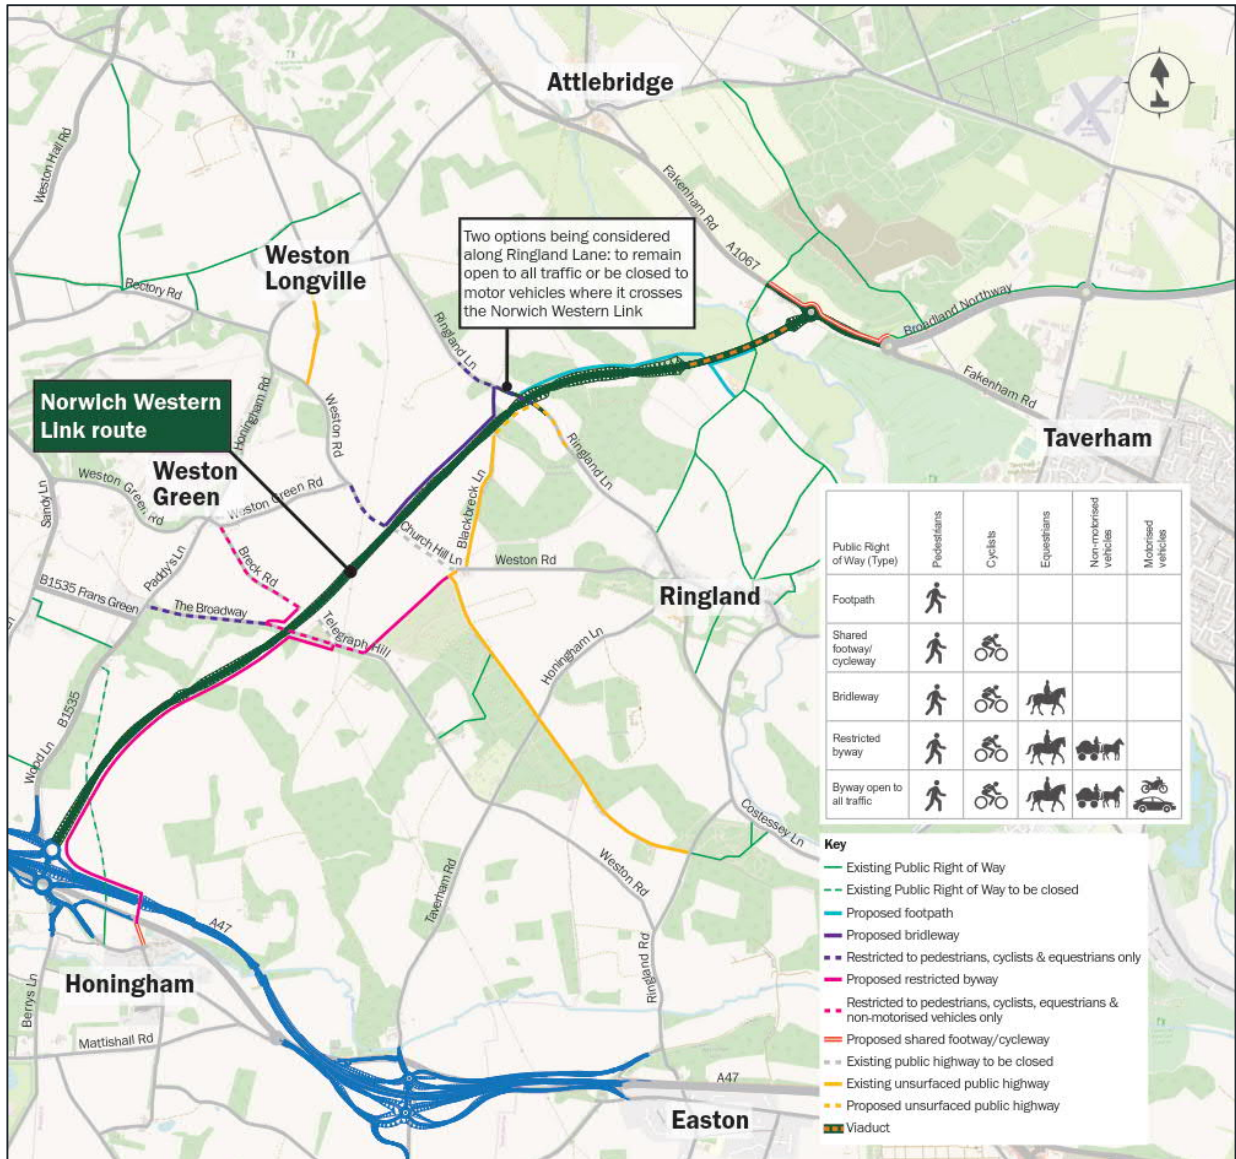 Attlebridge
Weston Hall Rd
Fakenham Rd
A1067
Two options being considered
along Ringland Lane: to remain
open to all traffic or be closed to
motor vehicles where it crosses
the Norwich Western Link
Weston
Longville
Rectory Rd
Broadland Northway
Ringland Ln
Fakenham Rd
Norwich Western
Link route
Honingham Rd
Weston Rd
Taverham
Ringland Ln
Weston
Green
Weston Green Rd
Weston Green Rd
Sandy Ln
Blackbreck Ln
Church Hill Ln
Weston Rd
Paddy's Ln
Breck Rd
B1535 Frans Green
The Broadway
Telegraph Hill
Ringland
Honingham Ln
B1535
Wood Ln
Costessey Ln
Weston Rd
Taverham Rd
A47
Ringland Rd
Honingham
Berrys Ln
Mattishall Rd
A47
Easton
Public Right
of Way (Type)
Pedestrians
Cyclists
Equestrians
Non-motorised
vehicles
Motorised
vehicles
Footpath
Shared
footway/
cycleway
Bridleway
Restricted
byway
Byway open to
all traffic
Key
Existing Public Right of Way
Existing Public Right of Way to be closed
Proposed footpath
Proposed bridleway
Restricted to pedestrians, cyclists & equestrians only
Proposed restricted byway
Restricted to pedestrians, cyclists, equestrians &
non-motorised vehicles only
Proposed shared footway/cycleway
Existing public highway to be closed
Existing unsurfaced public highway
Proposed unsurfaced public highway
Viaduct